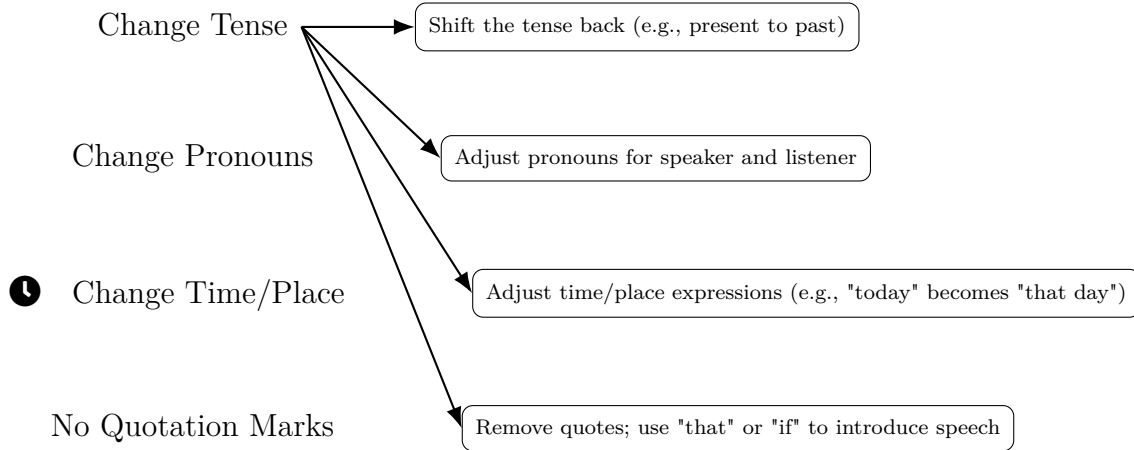 Change Tense
Shift the tense back (e.g., present to past)
Change Pronouns
Adjust pronouns for speaker and listener
Change Time/Place
Adjust time/place expressions (e.g., "today" becomes "that day")
No Quotation Marks
Remove quotes; use "that" or "if" to introduce speech